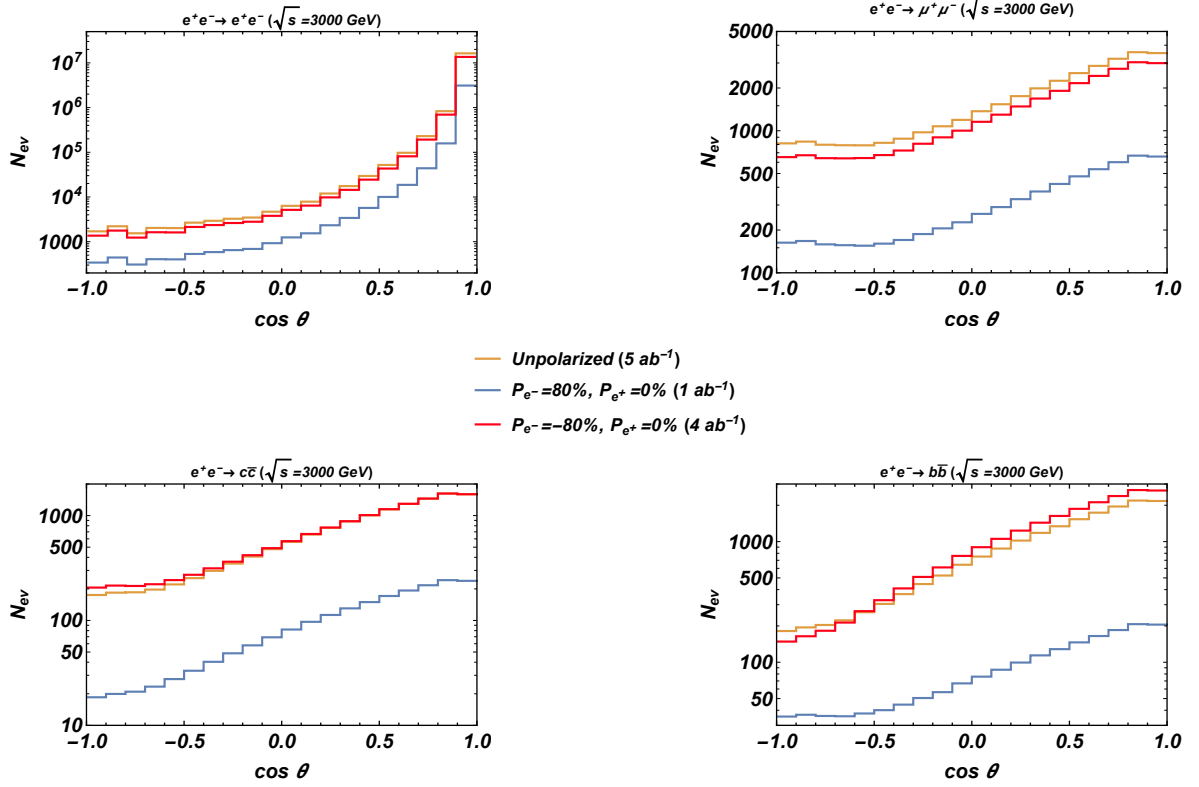 e⁺e⁻→ e⁺e⁻ (√s =3000 GeV)
10⁷
10⁶
10⁵
10⁴
1000
N_ev
−1.0 −0.5 0.0 0.5 1.0
cos θ
e⁺e⁻→ μ⁺μ⁻ (√s =3000 GeV)
5000
2000
1000
500
200
100
N_ev
−1.0 −0.5 0.0 0.5 1.0
cos θ
Unpolarized (5 ab⁻¹)
P_e⁻=80%, P_e⁺=0% (1 ab⁻¹)
P_e⁻=−80%, P_e⁺=0% (4 ab⁻¹)
e⁺e⁻→ cc̅ (√s =3000 GeV)
1000
500
100
50
10
N_ev
−1.0 −0.5 0.0 0.5 1.0
cos θ
e⁺e⁻→ bb̅ (√s =3000 GeV)
1000
500
100
50
N_ev
−1.0 −0.5 0.0 0.5 1.0
cos θ